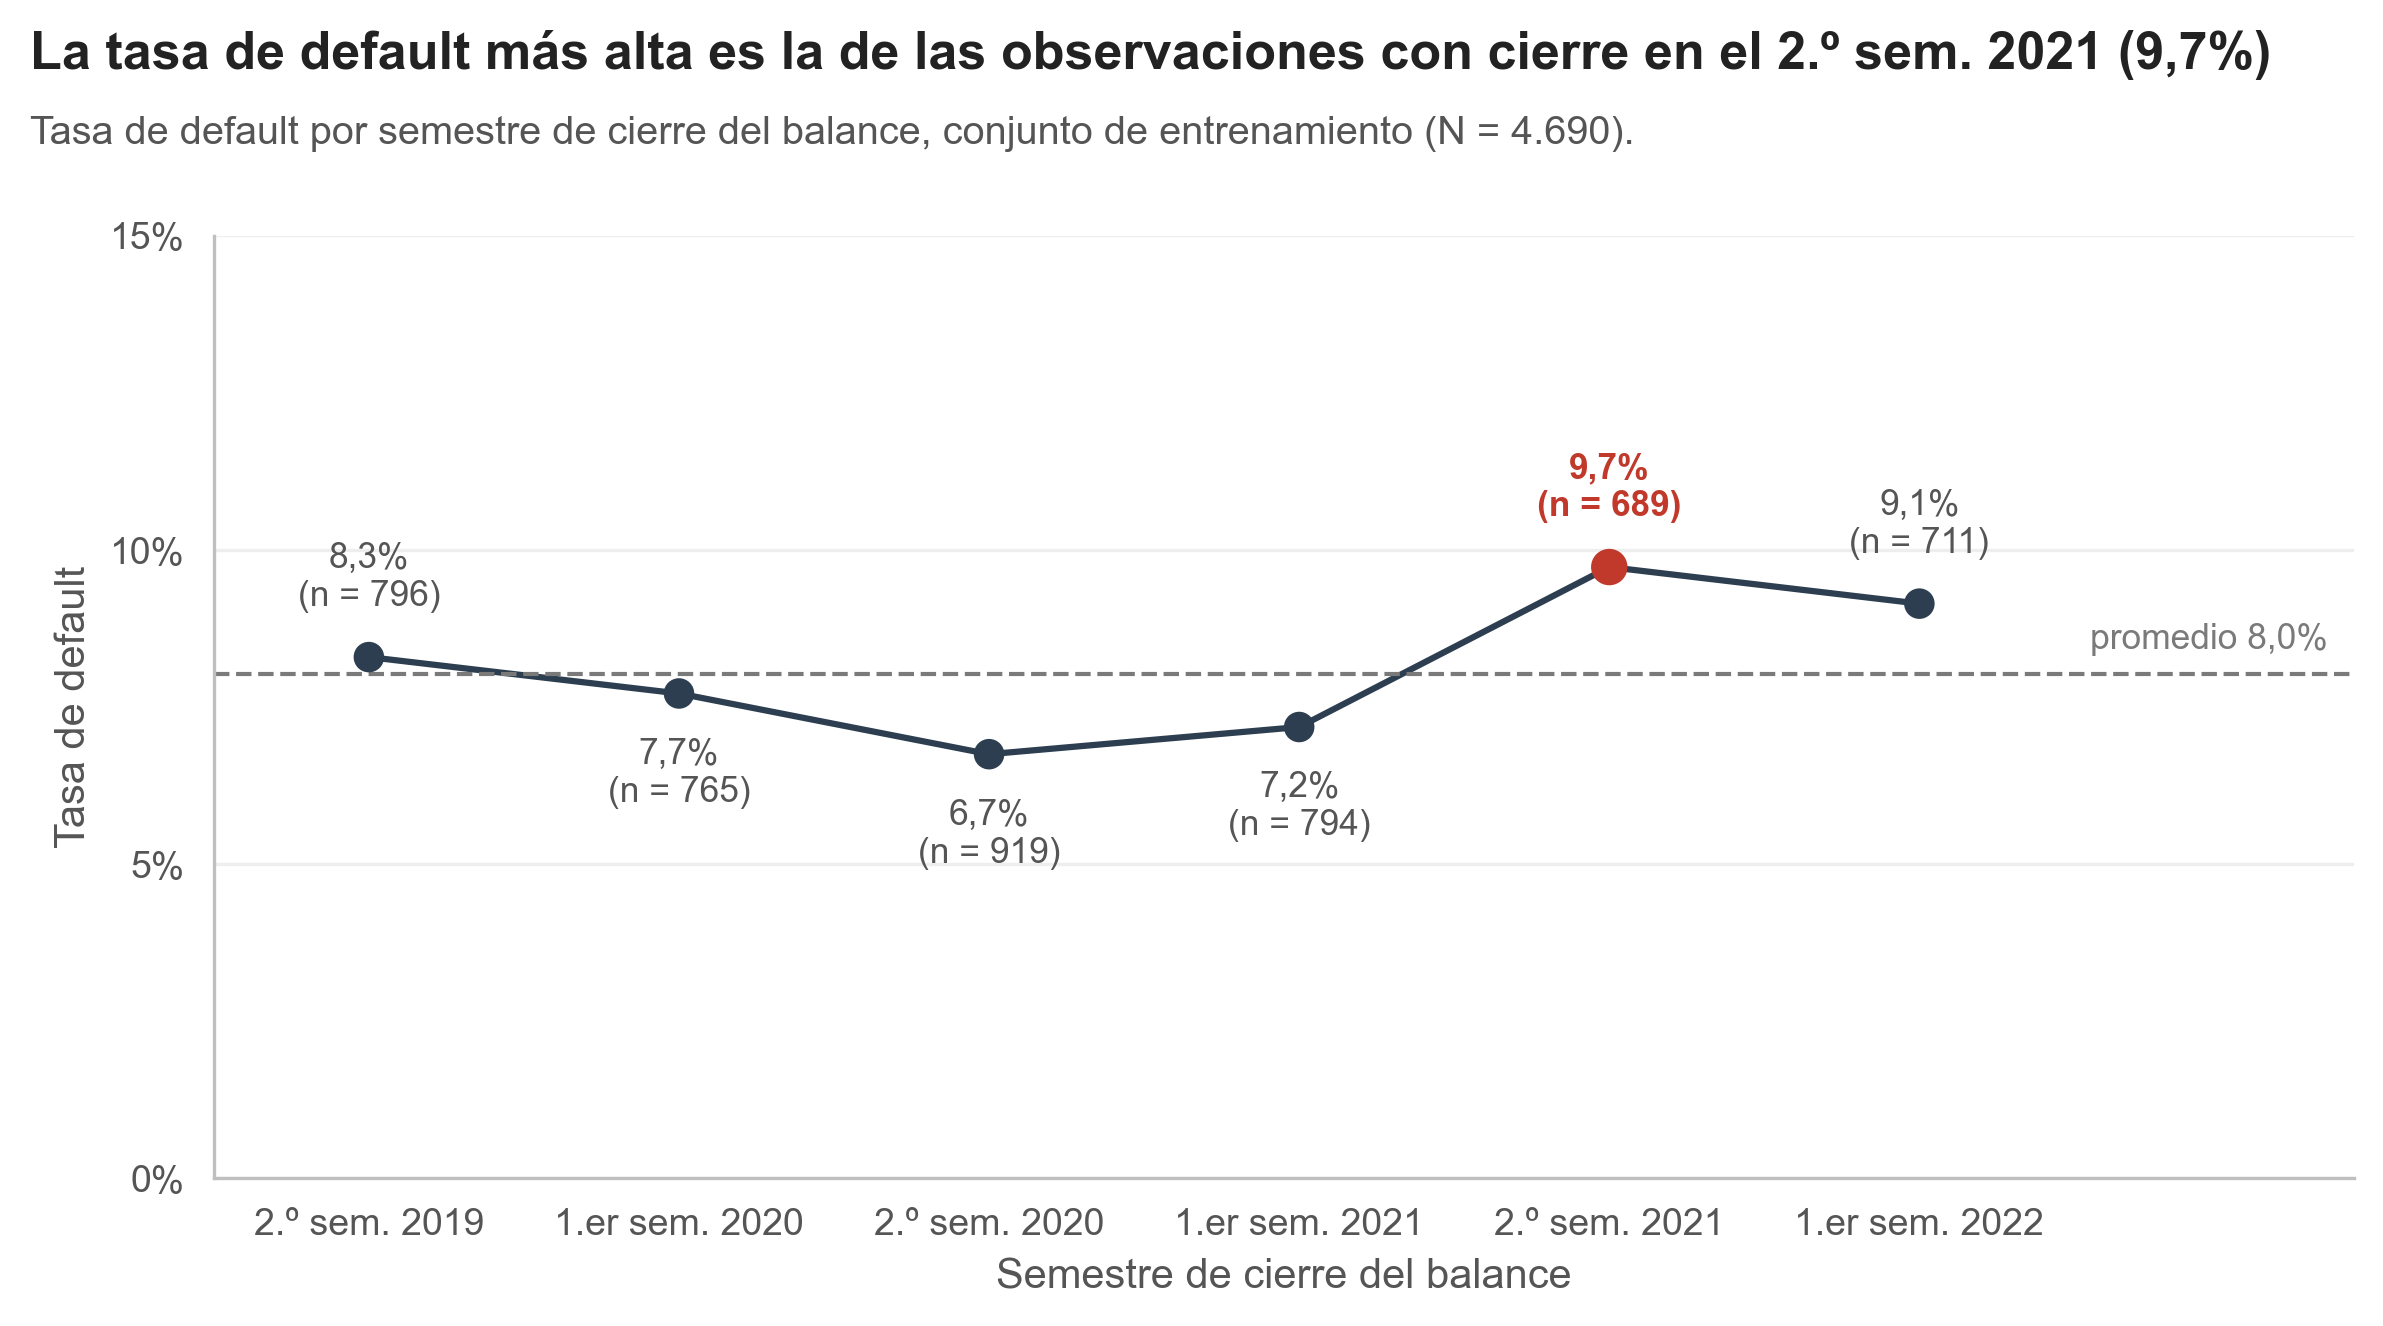 La tasa de default más alta es la de las observaciones con cierre en el 2.º sem. 2021 (9,7%)
Tasa de default por semestre de cierre del balance, conjunto de entrenamiento (N = 4.690).
15%
10%
5%
0%
Tasa de default
8,3%
(n = 796)
7,7%
(n = 765)
6,7%
(n = 919)
7,2%
(n = 794)
9,7%
(n = 689)
9,1%
(n = 711)
promedio 8,0%
2.º sem. 2019
1.er sem. 2020
2.º sem. 2020
1.er sem. 2021
2.º sem. 2021
1.er sem. 2022
Semestre de cierre del balance